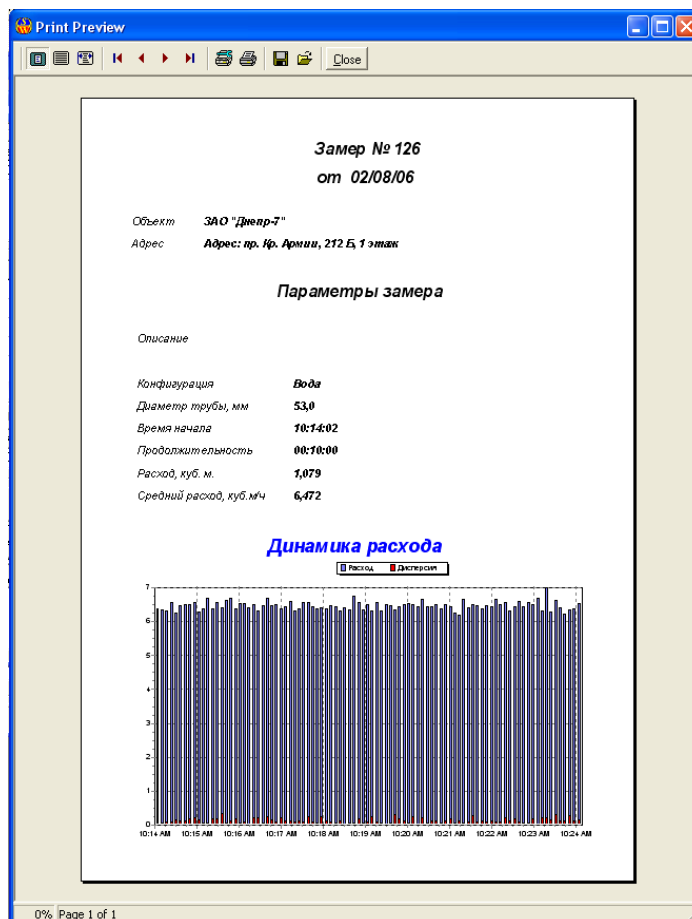 Print Preview
Close
Замер № 126
от 02/08/06
Объект ЗАО "Днепр-7"
Адрес Адрес: пр. Кр. Армии, 212 Б, 1 этаж
Параметры замера
Описание
Конфигурация Вода
Диаметр трубы, мм 53,0
Время начала 10:14:02
Продолжительность 00:10:00
Расход, куб. м. 1,079
Средний расход, куб.м/ч 6,472
Динамика расхода
Расход Дисперсия
7
6
5
4
3
2
1
0
10:14 AM 10:15 AM 10:16 AM 10:17 AM 10:18 AM 10:19 AM 10:20 AM 10:21 AM 10:22 AM 10:23 AM 10:24 AM
0% Page 1 of 1